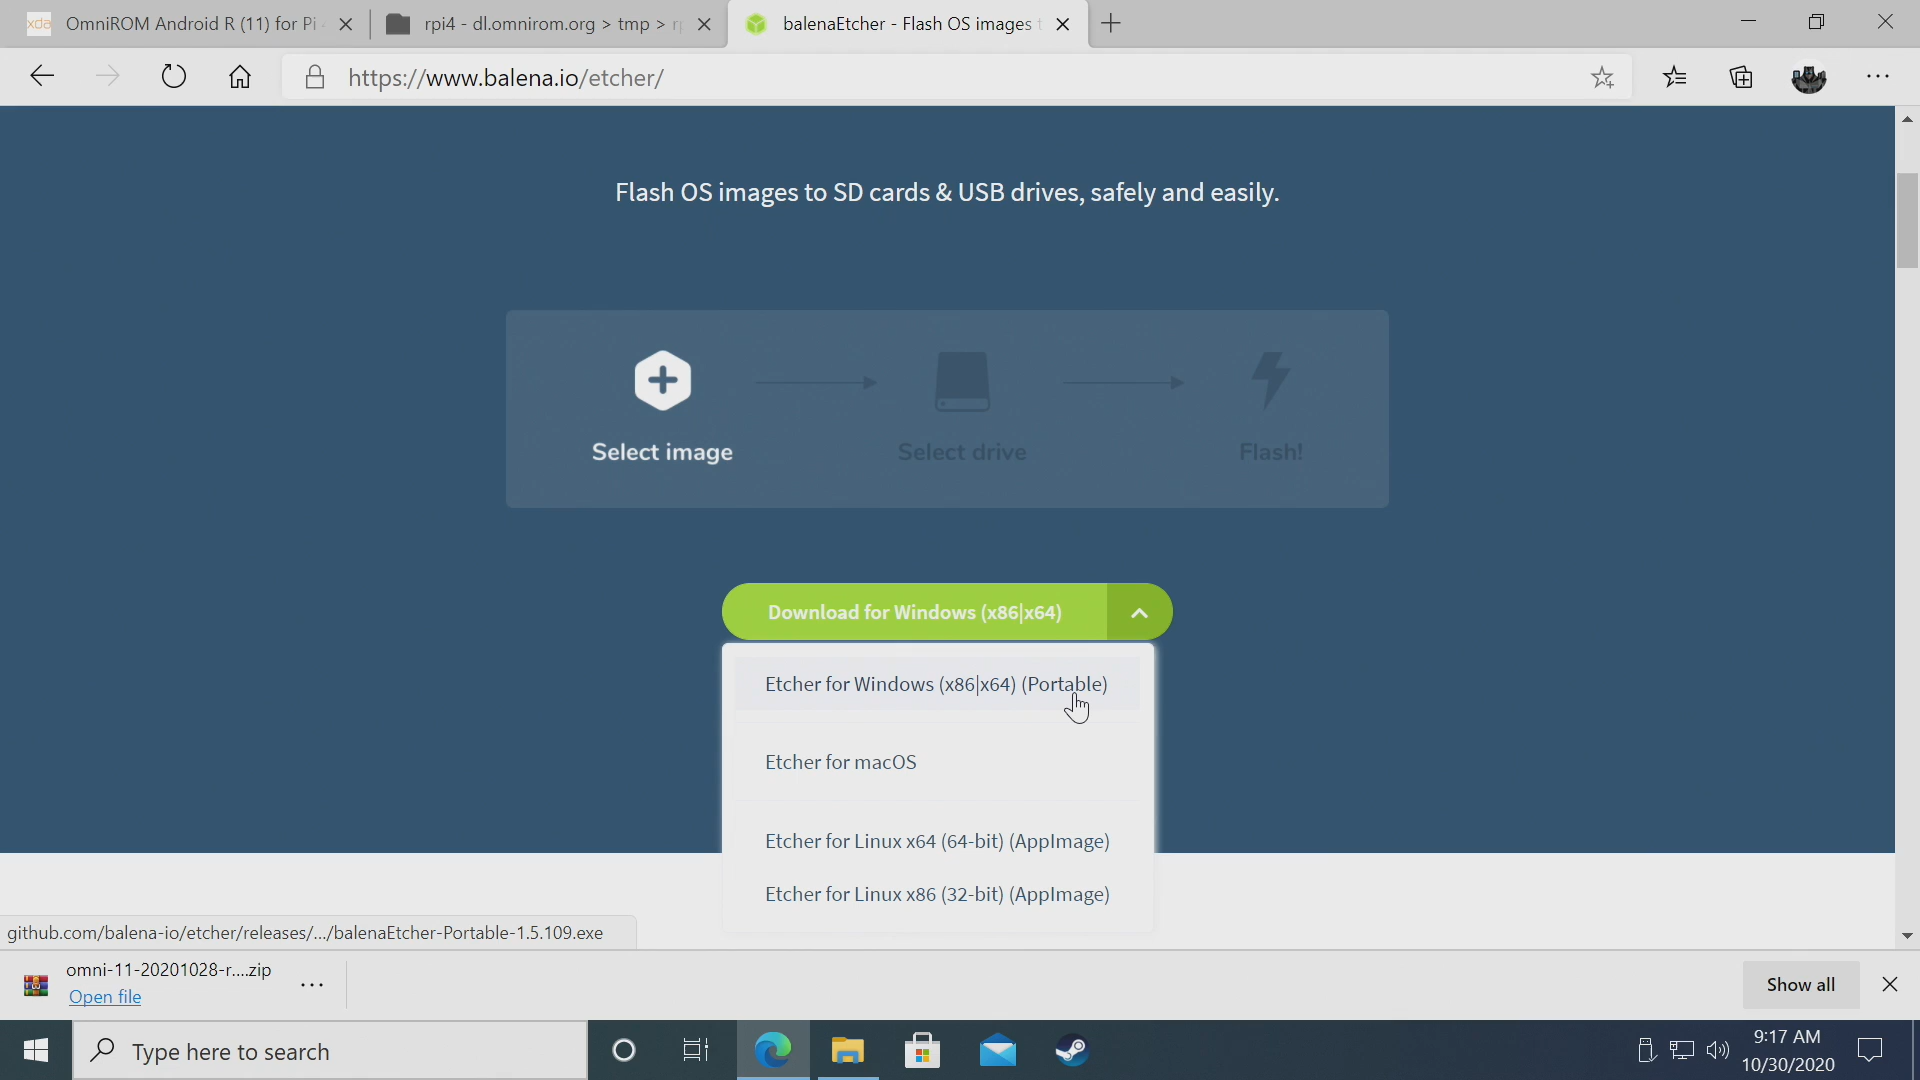 xda OmniROM Android R (11) for Pi 4
rpi4 - dl.omnirom.org > tmp > r
balenaEtcher - Flash OS images t
https://www.balena.io/etcher/
Flash OS images to SD cards & USB drives, safely and easily.
Select image
Select drive
Flash!
Download for Windows (x86|x64)
Etcher for Windows (x86|x64) (Portable)
Etcher for macOS
Etcher for Linux x64 (64-bit) (AppImage)
Etcher for Linux x86 (32-bit) (AppImage)
github.com/balena-io/etcher/releases/.../balenaEtcher-Portable-1.5.109.exe
omni-11-20201028-r....zip
Open file
Show all
Type here to search
9:17 AM
10/30/2020